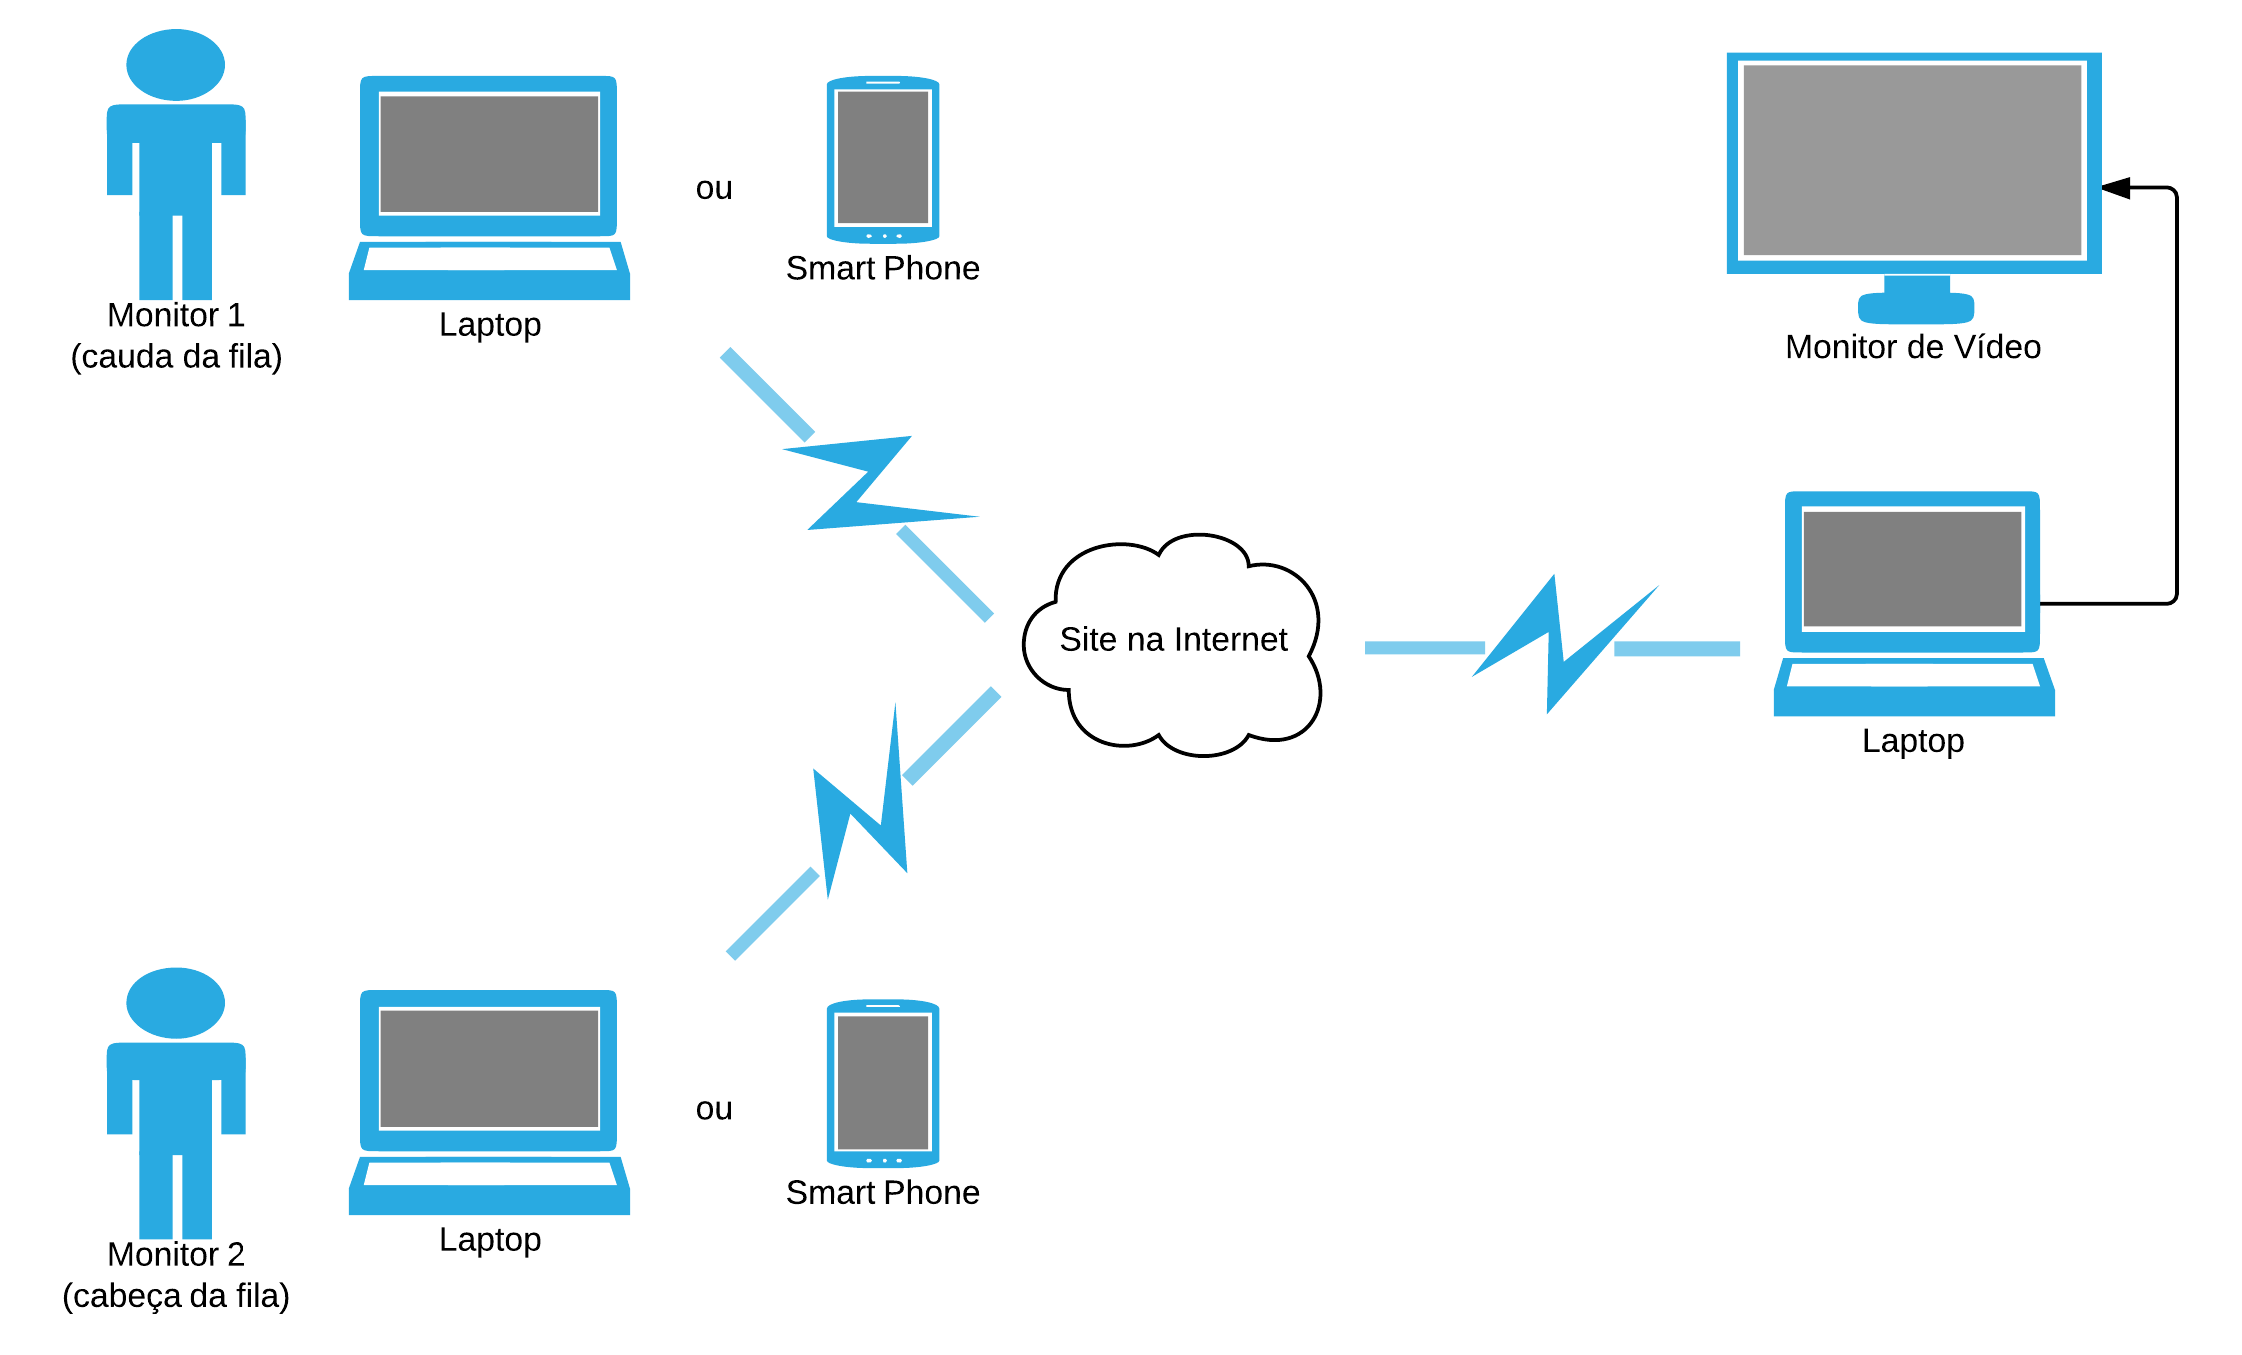 Monitor 1
(cauda da fila)
Laptop
ou
Smart Phone
Monitor de Vídeo
Site na Internet
Laptop
Monitor 2
(cabeça da fila)
Laptop
ou
Smart Phone